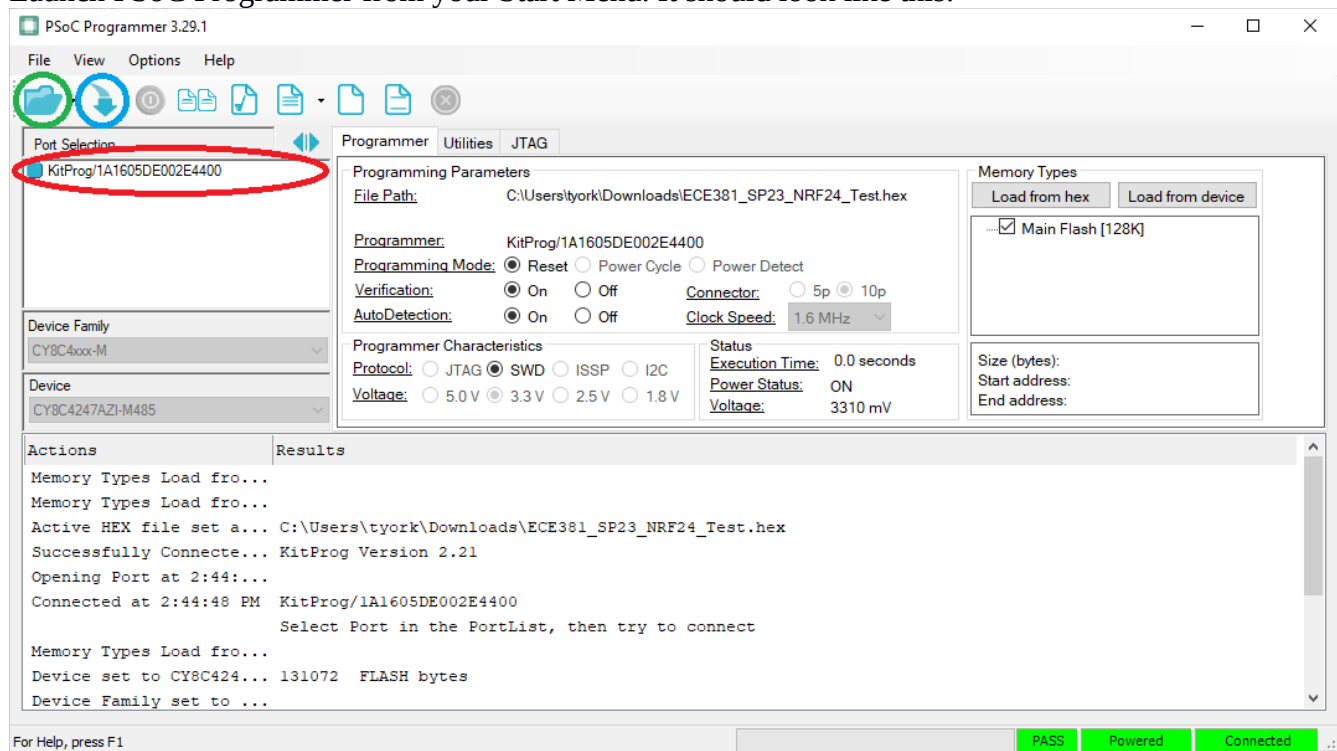 Launch PSoC Programmer from your Start Menu. It should look like this:
PSoC Programmer 3.29.1
File View Options Help
Port Selection
KitProg/1A1605DE002E4400
Device Family
CY8C4xxx-M
Device
CY8C4247AZI-M485
Programmer Utilities JTAG
Programming Parameters
File Path: C:\Users\tyork\Downloads\ECE381_SP23_NRF24_Test.hex
Programmer: KitProg/1A1605DE002E4400
Programming Mode: Reset Power Cycle Power Detect
Verification: On Off Connector: 5p 10p
AutoDetection: On Off Clock Speed: 1.6 MHz
Programmer Characteristics
Protocol: JTAG SWD ISSP I2C
Voltage: 5.0 V 3.3 V 2.5 V 1.8 V
Status
Execution Time: 0.0 seconds
Power Status: ON
Voltage: 3310 mV
Memory Types
Load from hex Load from device
Main Flash [128K]
Size (bytes):
Start address:
End address:
Actions Results
Memory Types Load fro...
Memory Types Load fro...
Active HEX file set a... C:\Users\tyork\Downloads\ECE381_SP23_NRF24_Test.hex
Successfully Connecte... KitProg Version 2.21
Opening Port at 2:44:...
Connected at 2:44:48 PM KitProg/1A1605DE002E4400
Select Port in the PortList, then try to connect
Memory Types Load fro...
Device set to CY8C424... 131072 FLASH bytes
Device Family set to ...
For Help, press F1
PASS Powered Connected